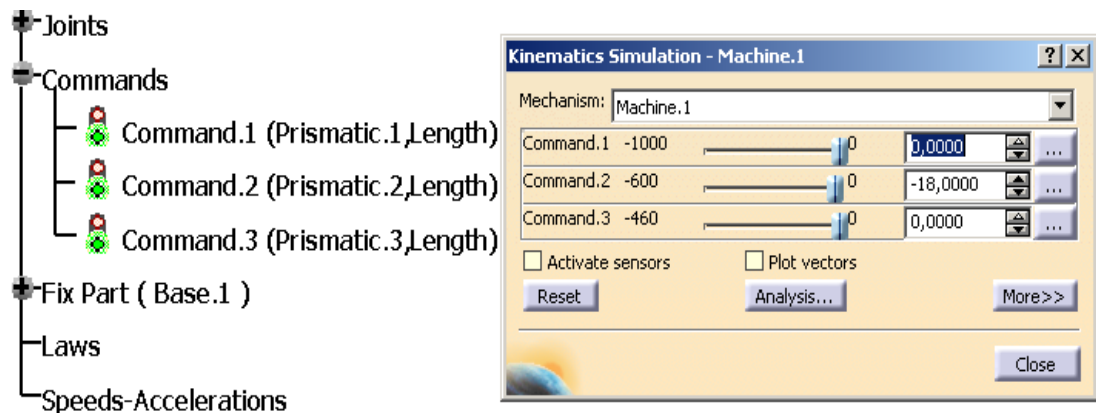 Joints
Commands
Command.1 (Prismatic.1,Length)
Command.2 (Prismatic.2,Length)
Command.3 (Prismatic.3,Length)
Fix Part ( Base.1 )
Laws
Speeds-Accelerations
Kinematics Simulation - Machine.1
Mechanism: Machine.1
Command.1 -1000 0 0,0000 ...
Command.2 -600 0 -18,0000 ...
Command.3 -460 0 0,0000 ...
Activate sensors Plot vectors
Reset Analysis... More>>
Close